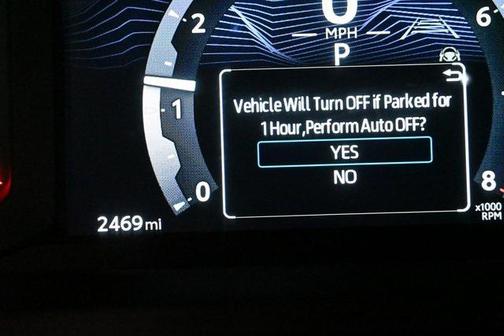 0
2
6
MPH
P
Vehicle Will Turn OFF if Parked for
1 Hour,Perform Auto OFF?
1
YES
NO
0
8
x1000
RPM
2469 mi